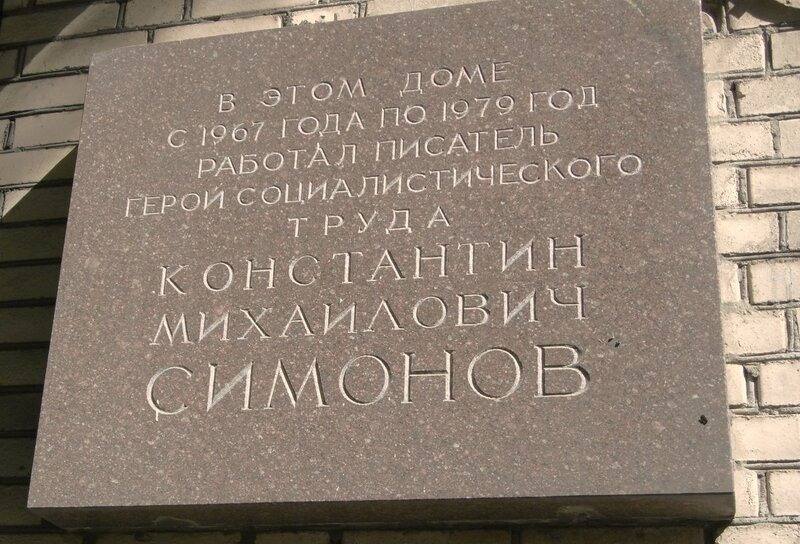 В ЭТОМ ДОМЕ
С 1967 ГОДА ПО 1979 ГОД
РАБОТАЛ ПИСАТЕЛЬ
ГЕРОЙ СОЦИАЛИСТИЧЕСКОГО
ТРУДА
КОНСТАНТИН
МИХАЙЛОВИЧ
СИМОНОВ